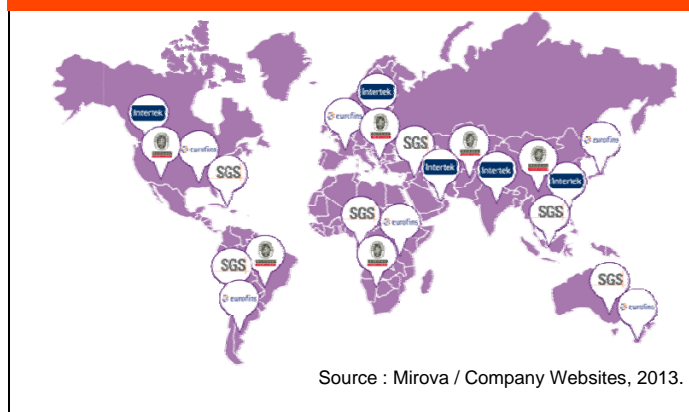 Intertek
Intertek
eurofins
eurofins
SGS
eurofins
SGS
Intertek
Intertek
Intertek
SGS
eurofins
SGS
SGS
SGS
eurofins
eurofins
Source : Mirova / Company Websites, 2013.